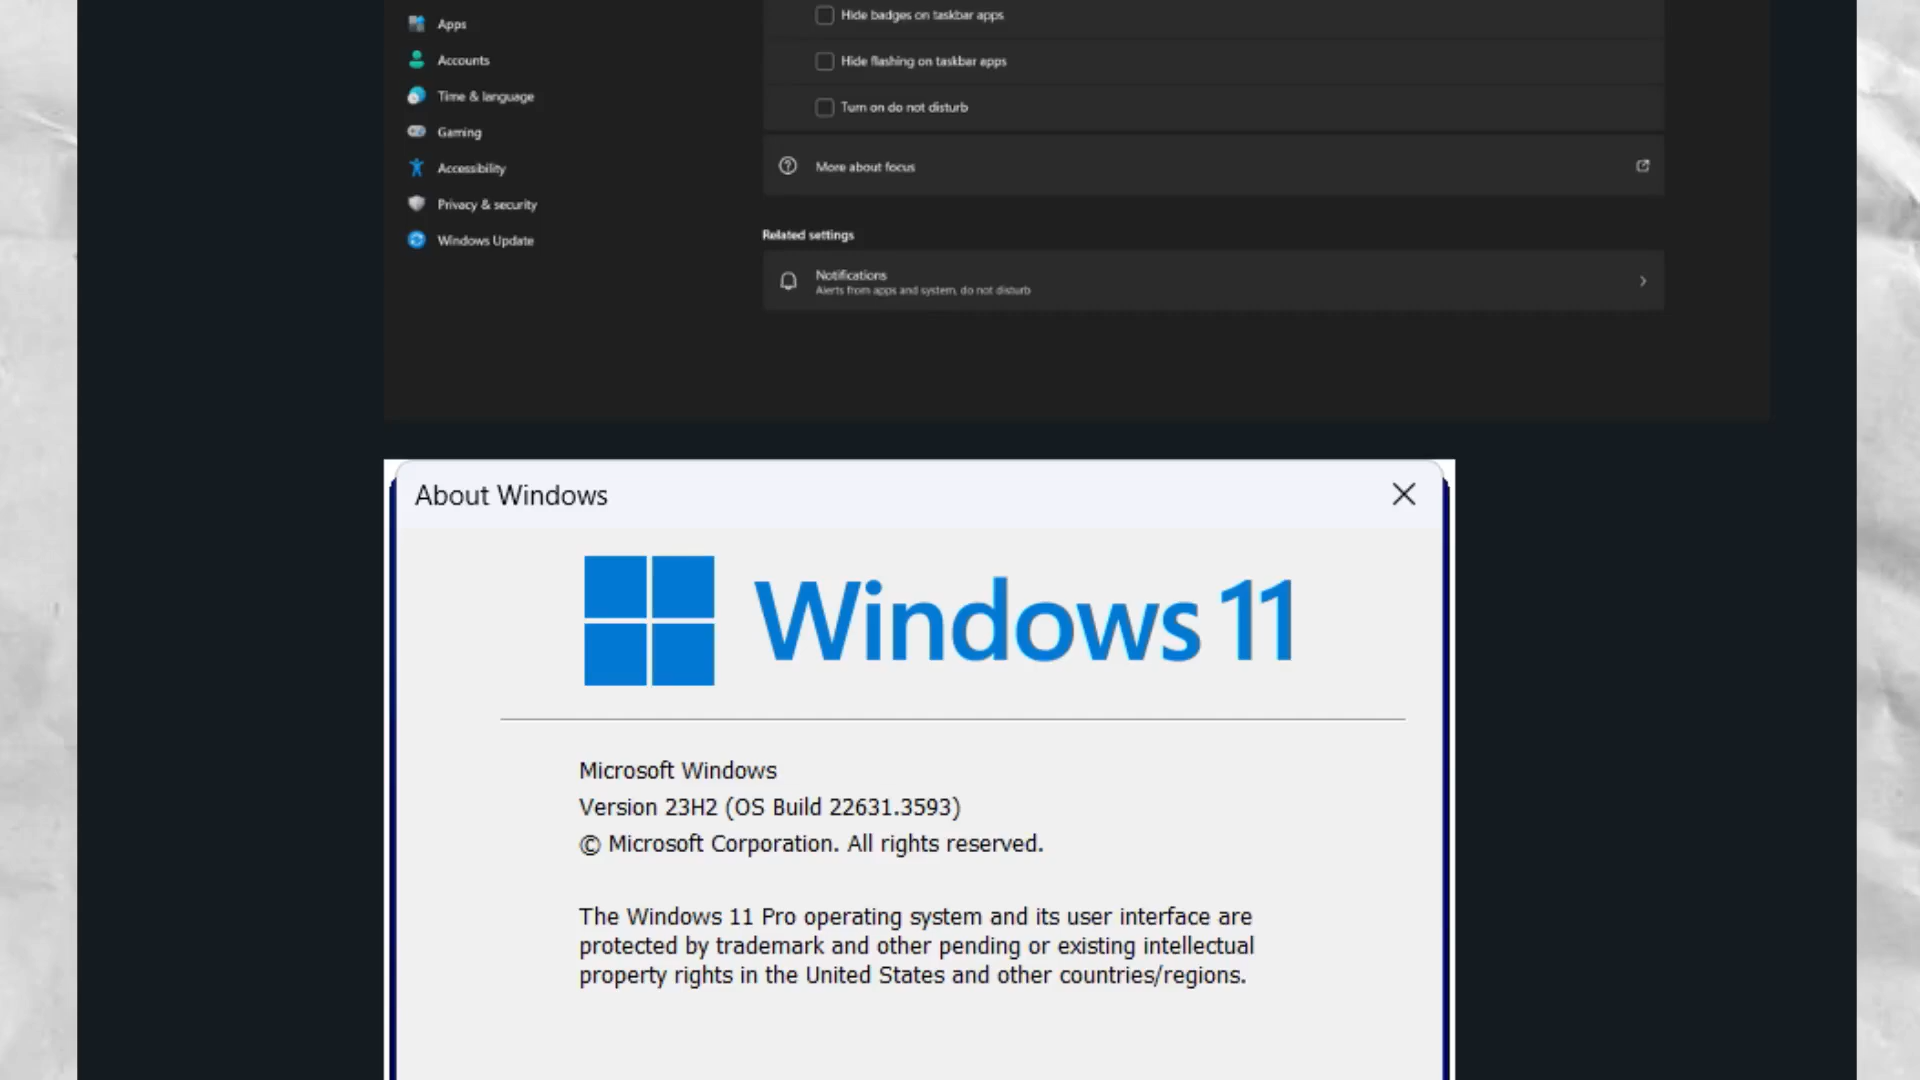 Apps
Accounts
Time & language
Gaming
Accessibility
Privacy & security
Windows Update
Hide badges on taskbar apps
Hide flashing on taskbar apps
Turn on do not disturb
More about focus
Related settings
Notifications
Alerts from apps and system, do not disturb
About Windows
Windows 11
Microsoft Windows
Version 23H2 (OS Build 22631.3593)
© Microsoft Corporation. All rights reserved.
The Windows 11 Pro operating system and its user interface are
protected by trademark and other pending or existing intellectual
property rights in the United States and other countries/regions.